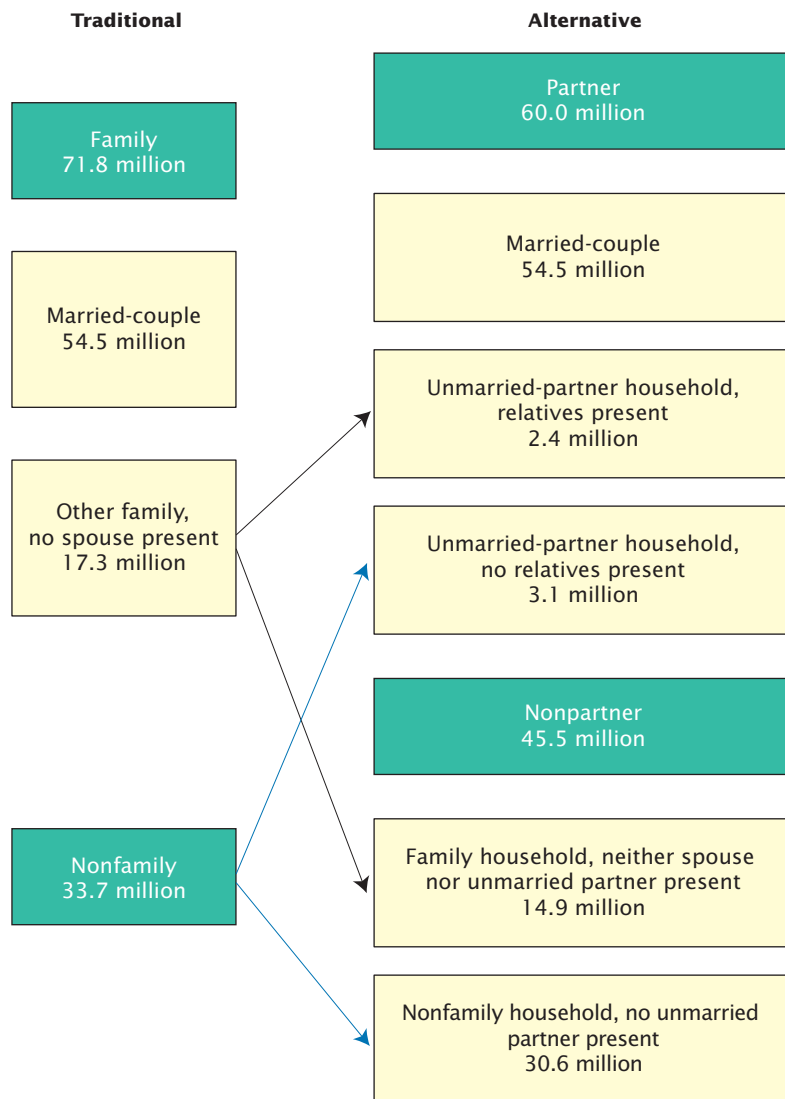 Traditional
Family
71.8 million
Married-couple
54.5 million
Other family,
no spouse present
17.3 million
Nonfamily
33.7 million
Alternative
Partner
60.0 million
Married-couple
54.5 million
Unmarried-partner household,
relatives present
2.4 million
Unmarried-partner household,
no relatives present
3.1 million
Nonpartner
45.5 million
Family household, neither spouse
nor unmarried partner present
14.9 million
Nonfamily household, no unmarried
partner present
30.6 million